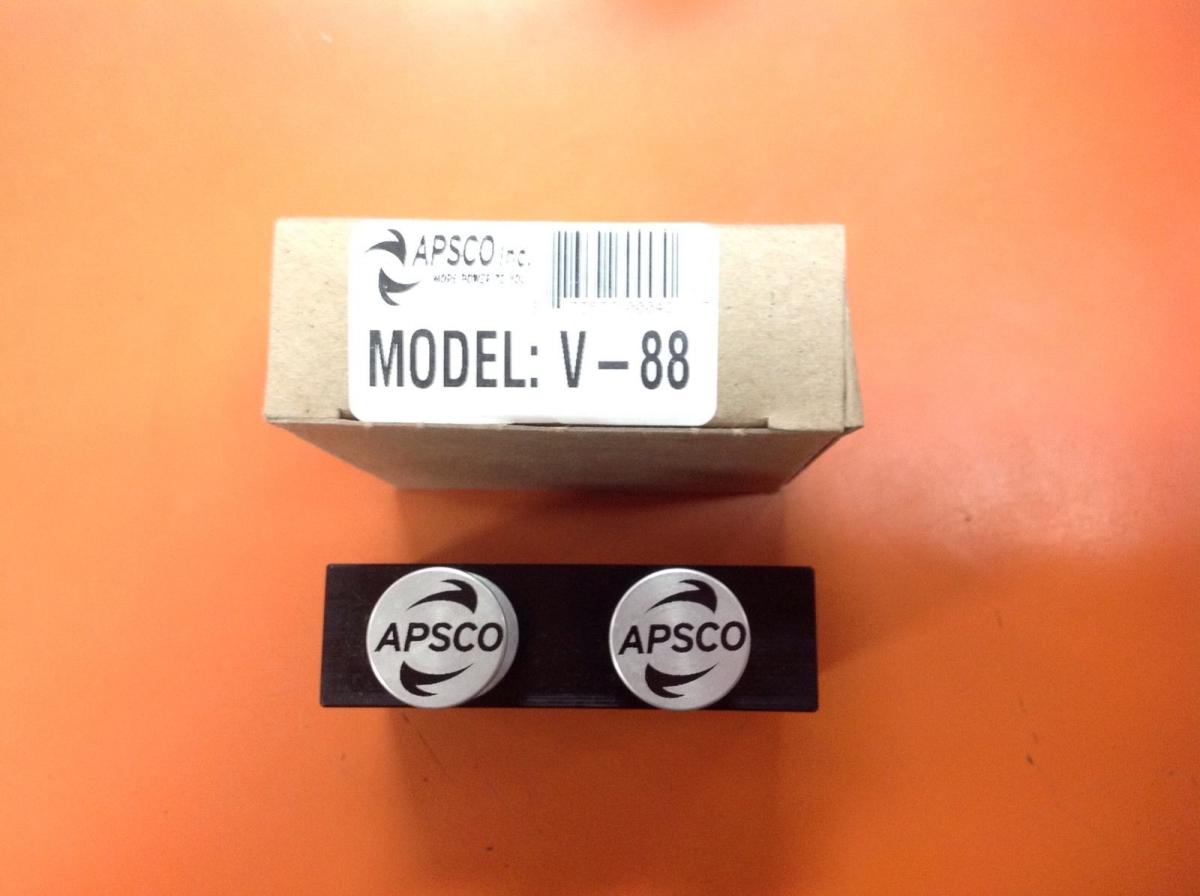 APSCO inc.
MORE POWER TO YOU
MODEL: V-88
APSCO
APSCO